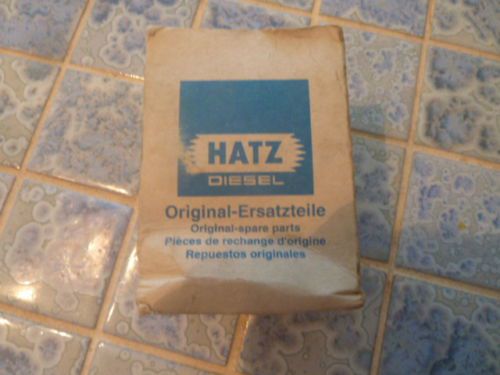 HATZ
DIESEL
Original-Ersatzteile
Original-spare parts
Pièces de rechange d'origine
Repuestos originales